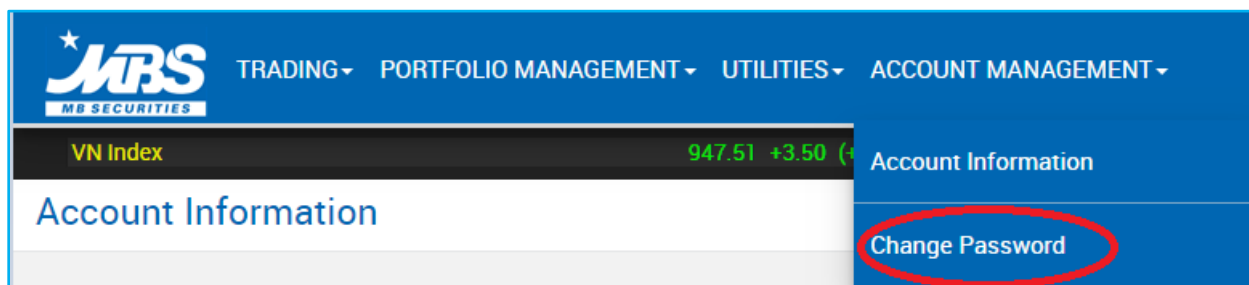 MBS
MB SECURITIES
TRADING PORTFOLIO MANAGEMENT UTILITIES ACCOUNT MANAGEMENT
VN Index 947.51 +3.50 (+
Account Information
Account Information
Change Password